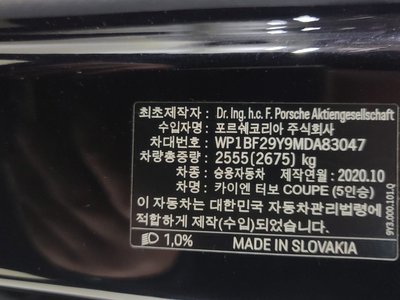 최초제작자 : Dr. Ing. h.c. F. Porsche Aktiengesellschaft
수입자명 : 포르쉐코리아 주식회사
차대번호 : WP1BF29Y9MDA83047
차량총중량 : 2555(2675) kg
차종 : 승용자동차 제작연월 : 2020.10
차명 : 카이엔 터보 COUPE (5인승)
이 자동차는 대한민국 자동차관리법령에
적합하게 제작(수입)되었습니다.
1,0% MADE IN SLOVAKIA
9Y3.010.101.Q